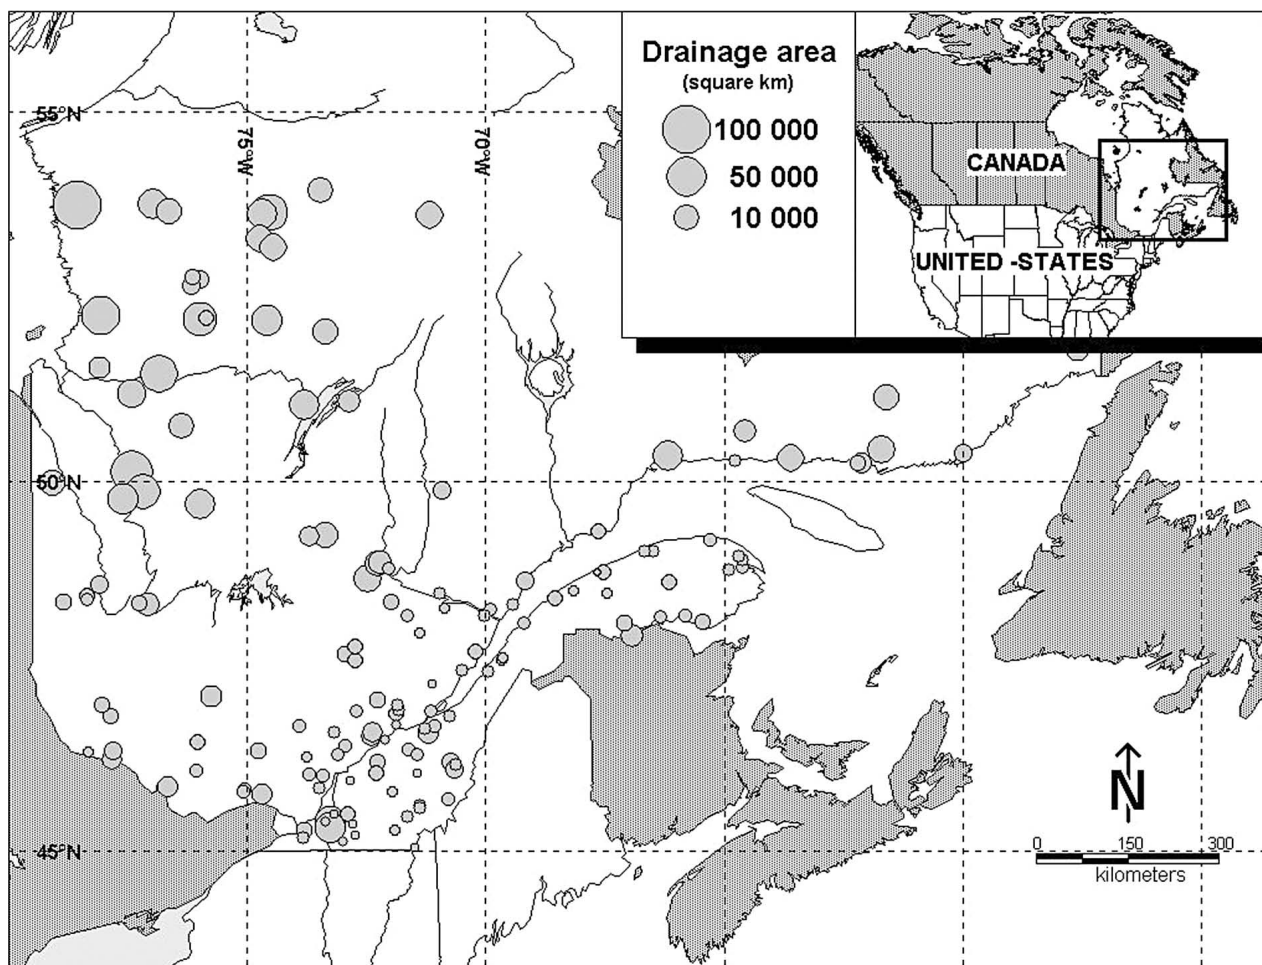 Drainage area
(square km)
100 000
50 000
10 000
CANADA
UNITED -STATES
55°N
75°W
70°W
50°N
45°N
N
0 150 300
kilometers